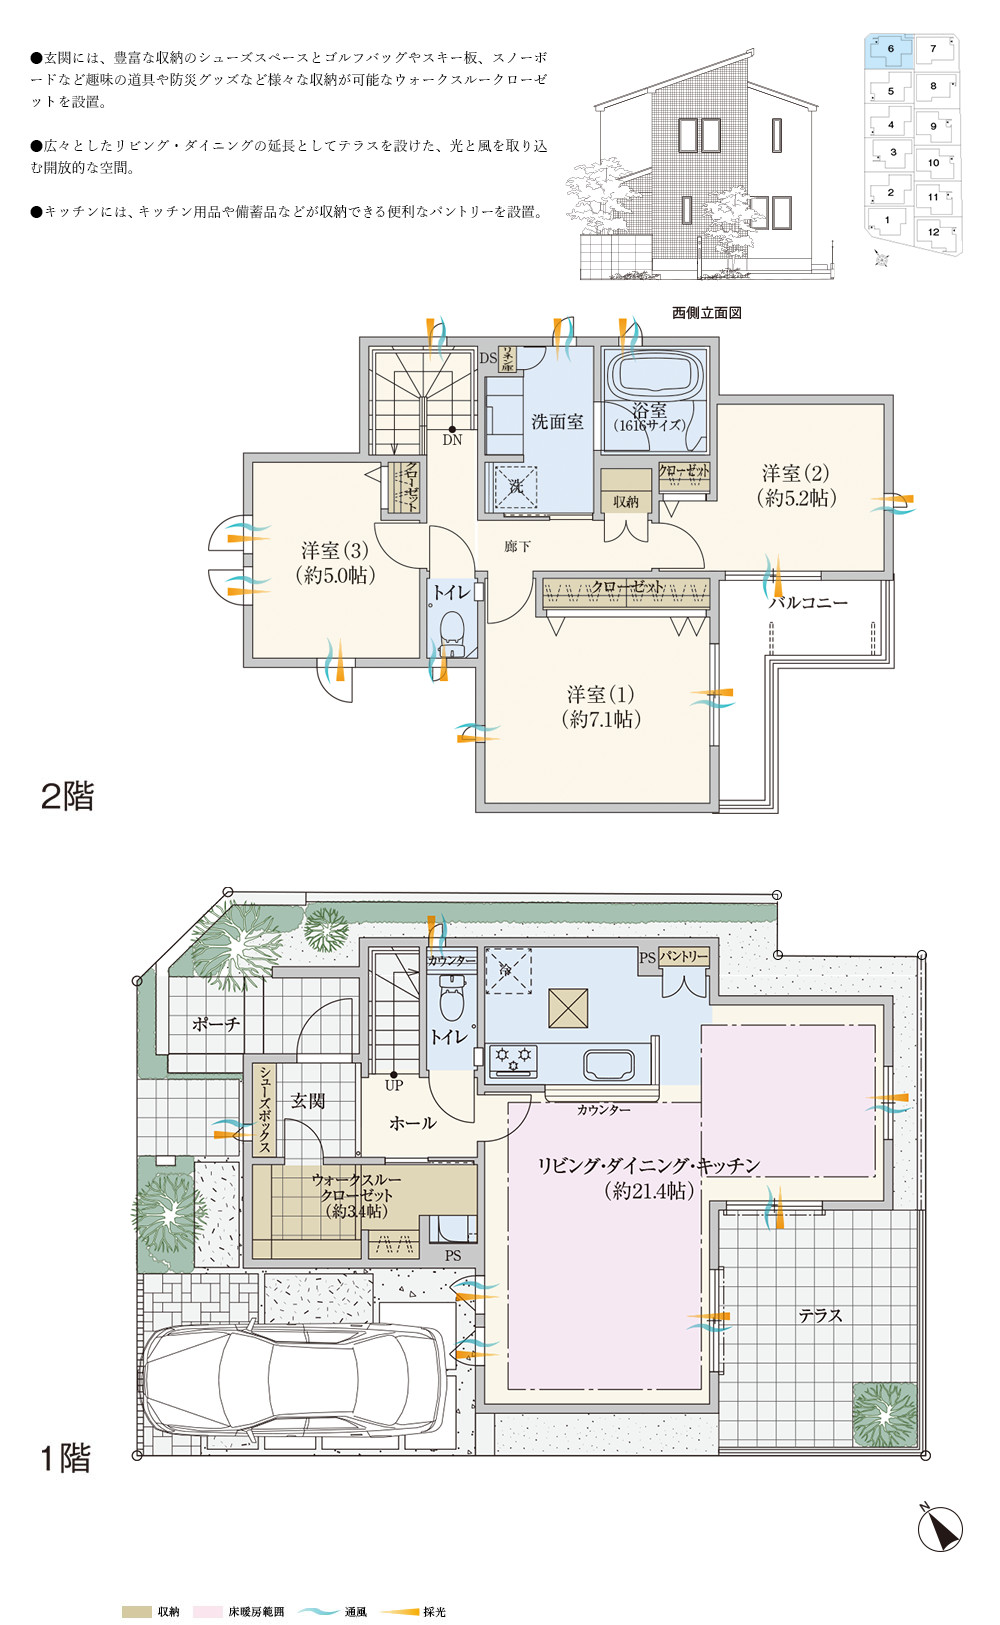 ●玄関には、豊富な収納のシューズスペースとゴルフバッグやスキー板、スノーボ
ードなど趣味の道具や防災グッズなど様々な収納が可能なウォークスルークローゼ
ットを設置。
●広々としたリビング・ダイニングの延長としてテラスを設けた、光と風を取り込
む開放的な空間。
●キッチンには、キッチン用品や備蓄品などが収納できる便利なパントリーを設置。
6
7
5
8
4
9
3
10
2
11
1
12
西側立面図
DS
リネン庫
洗面室
浴室
(1616サイズ)
DN
洗
クローゼット
クローゼット
収納
洋室(2)
(約5.2帖)
洋室(3)
(約5.0帖)
廊下
トイレ
クローゼット
バルコニー
洋室(1)
(約7.1帖)
2階
カウンター
冷
PS
パントリー
ポーチ
トイレ
UP
シューズボックス
玄関
ホール
カウンター
リビング・ダイニング・キッチン
(約21.4帖)
ウォークスルー
クローゼット
(約3.4帖)
PS
テラス
1階
N
収納
床暖房範囲
通風
採光